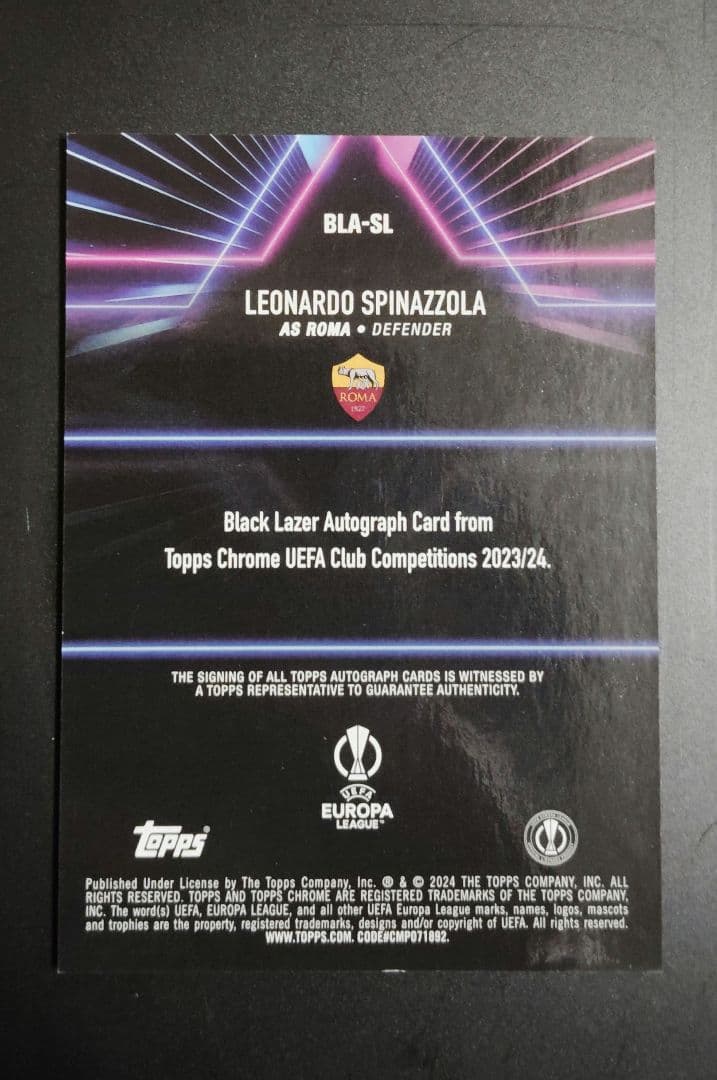 BLA-SL
LEONARDO SPINAZZOLA
AS ROMA • DEFENDER
ROMA
1927
Black Lazer Autograph Card from
Topps Chrome UEFA Club Competitions 2023/24.
THE SIGNING OF ALL TOPPS AUTOGRAPH CARDS IS WITNESSED BY
A TOPPS REPRESENTATIVE TO GUARANTEE AUTHENTICITY.
UEFA
EUROPA
LEAGUE™
topps®
Published Under License by The Topps Company, Inc. ® & © 2024 THE TOPPS COMPANY, INC. ALL
RIGHTS RESERVED. TOPPS AND TOPPS CHROME ARE REGISTERED TRADEMARKS OF THE TOPPS COMPANY,
INC. The word(s) UEFA, EUROPA LEAGUE, and all other UEFA Europa League marks, names, logos, mascots
and trophies are the property, registered trademarks, designs and/or copyright of UEFA. All rights reserved.
WWW.TOPPS.COM. CODE#CMP071892.